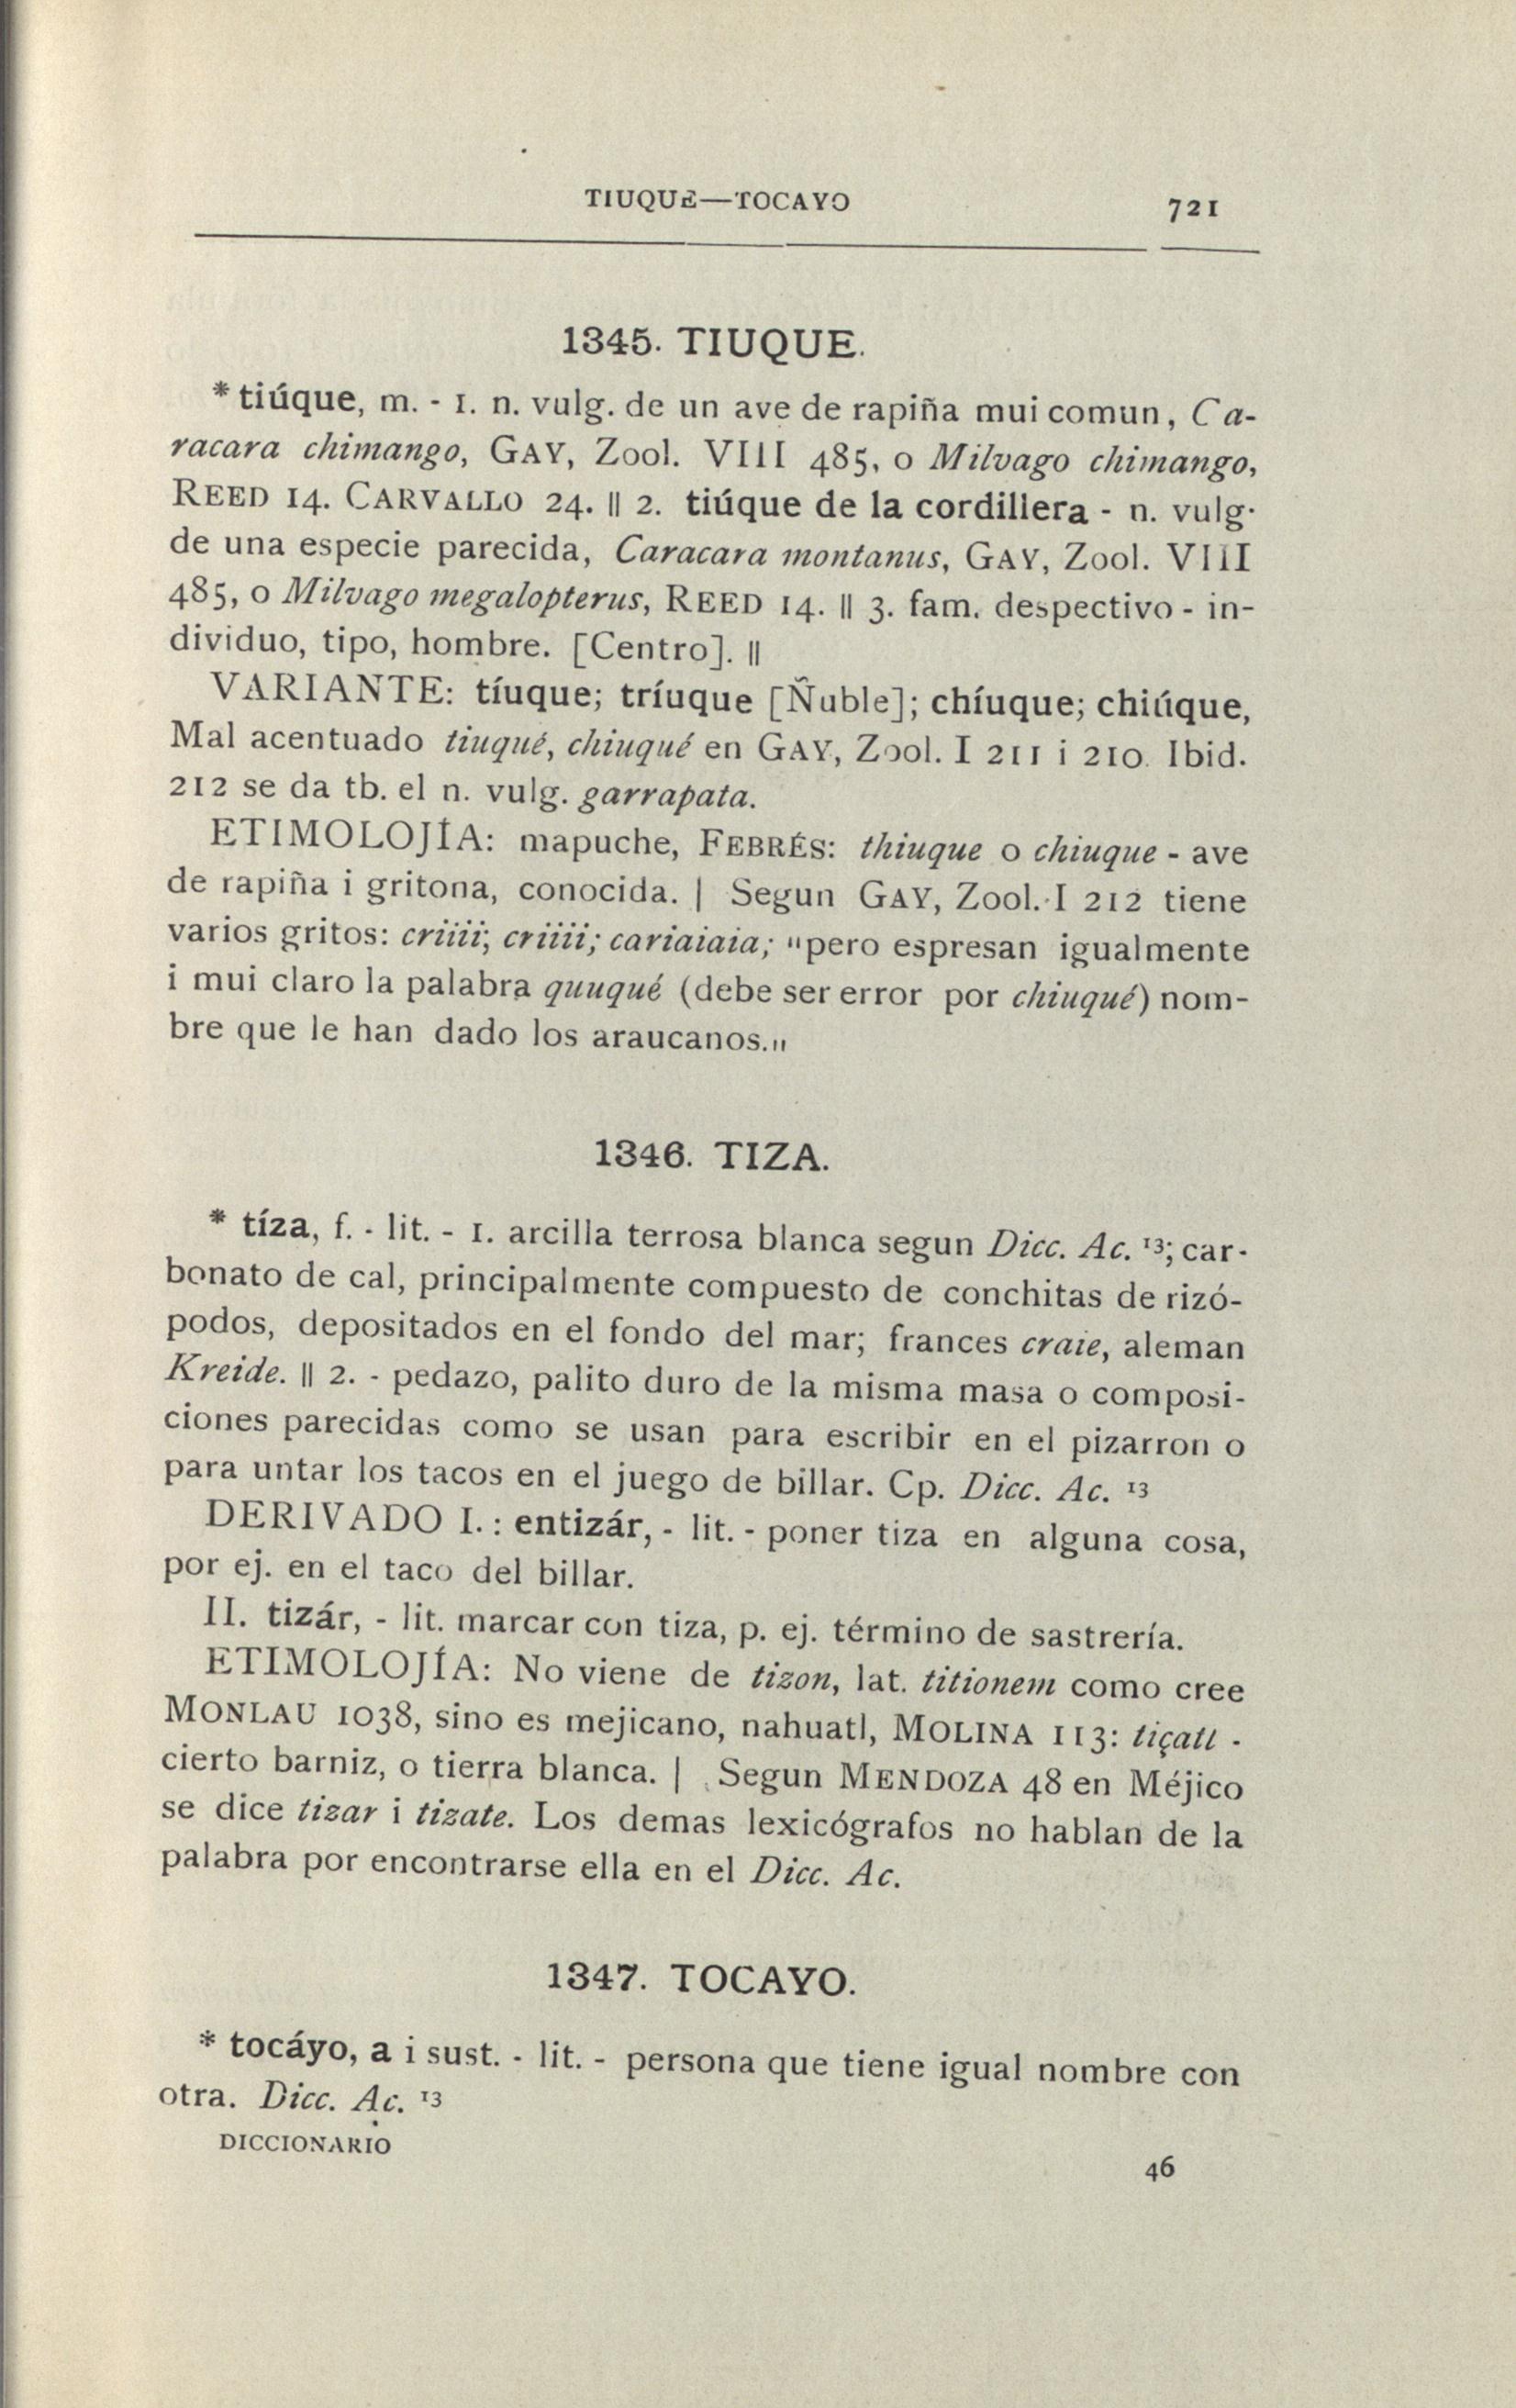 TIUQUE—TOCAYO 721
1345. TIUQUE.
* tiúque, m. - 1. n. vulg. de un ave de rapiña mui comun, Ca-
racara chimango, GAY, Zool. VIII 485, o Milvago chimango,
REED 14. CARVALLO 24. || 2. tiúque de la cordillera - n. vulg.
de una especie parecida, Caracara montanus, GAY, Zool. VIII
485, o Milvago megalopterus, REED 14. || 3. fam. despectivo - in-
dividuo, tipo, hombre. [Centro]. ||
VARIANTE: tíuque; tríuque [Ñuble]; chíuque; chiúque,
Mal acentuado tiuqué, chiuqué en GAY, Zool. I 211 i 210. Ibid.
212 se da tb. el n. vulg. garrapata.
ETIMOLOJÍA: mapuche, FEBRÉS: thiuque o chiuque - ave
de rapiña i gritona, conocida. | Segun GAY, Zool. I 212 tiene
varios gritos: criiii; criiii; cariaiaia; "pero espresan igualmente
i mui claro la palabra quuqué (debe ser error por chiuqué) nom-
bre que le han dado los araucanos."
1346. TIZA.
* tíza, f. - lit. - 1. arcilla terrosa blanca segun Dicc. Ac. ¹³; car-
bonato de cal, principalmente compuesto de conchitas de rizó-
podos, depositados en el fondo del mar; frances craie, aleman
Kreide. || 2. - pedazo, palito duro de la misma masa o composi-
ciones parecidas como se usan para escribir en el pizarron o
para untar los tacos en el juego de billar. Cp. Dicc. Ac. ¹³
DERIVADO I. : entizár, - lit. - poner tiza en alguna cosa,
por ej. en el taco del billar.
II. tizár, - lit. marcar con tiza, p. ej. término de sastrería.
ETIMOLOJÍA: No viene de tizon, lat. titionem como cree
MONLAU 1038, sino es mejicano, nahuatl, MOLINA 113: tiçatl -
cierto barniz, o tierra blanca. | Segun MENDOZA 48 en Méjico
se dice tizar i tizate. Los demas lexicógrafos no hablan de la
palabra por encontrarse ella en el Dicc. Ac.
1347. TOCAYO.
* tocáyo, a i sust. - lit. - persona que tiene igual nombre con
otra. Dicc. Ac. ¹³
DICCIONARIO
46